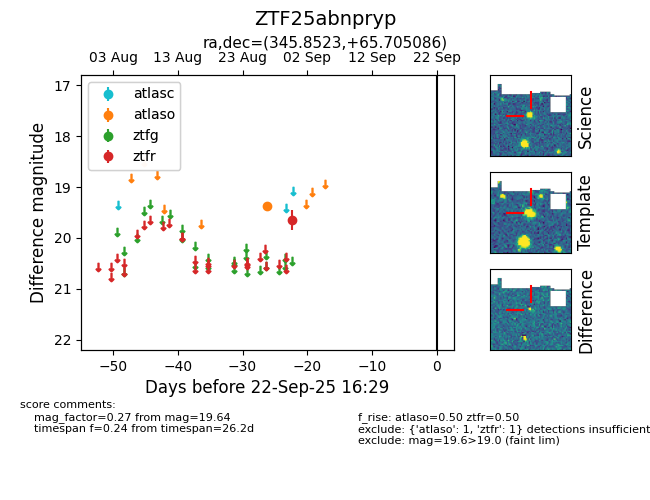 ZTF25abnpryp
ra,dec=(345.8523,+65.705086)
03 Aug 13 Aug 23 Aug 02 Sep 12 Sep 22 Sep
atlasc
atlaso
ztfg
ztfr
17
18
19
20
21
22
Difference magnitude
−50 −40 −30 −20 −10 0
Days before 22-Sep-25 16:29
Science
Template
Difference
score comments:
mag_factor=0.27 from mag=19.64
timespan f=0.24 from timespan=26.2d
f_rise: atlaso=0.50 ztfr=0.50
exclude: {'atlaso': 1, 'ztfr': 1} detections insufficient
exclude: mag=19.6>19.0 (faint lim)